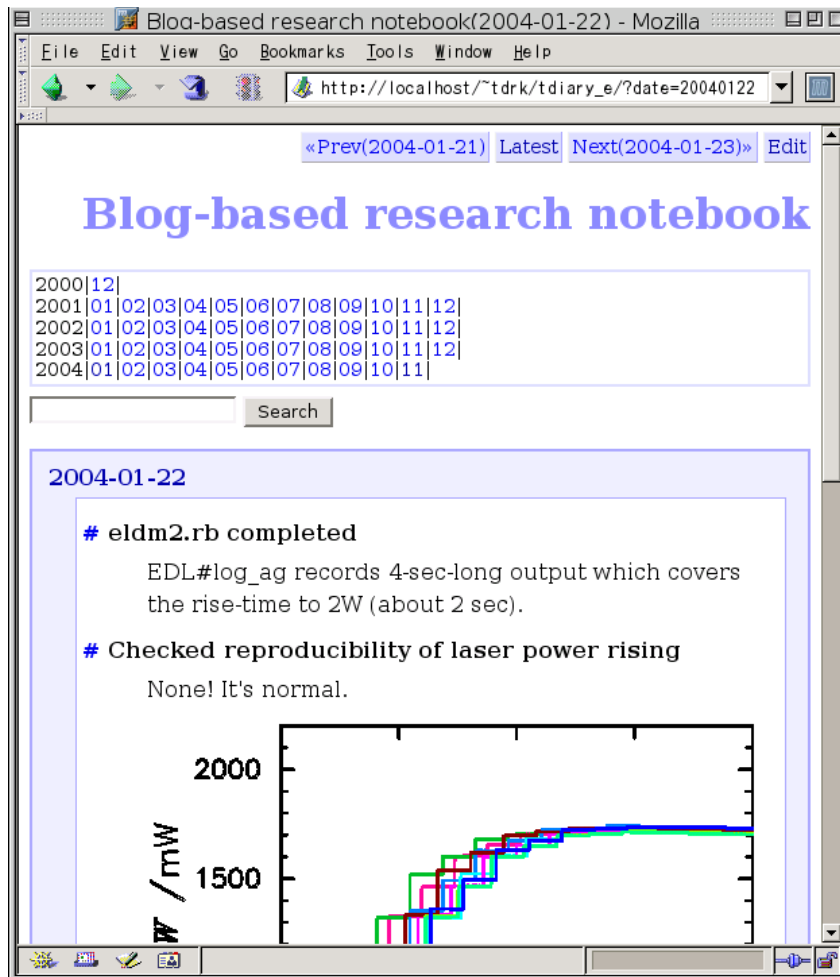 Blog-based research notebook(2004-01-22) - Mozilla
File Edit View Go Bookmarks Tools Window Help
http://localhost/~tdrk/tdiary_e/?date=20040122
«Prev(2004-01-21) Latest Next(2004-01-23)» Edit
Blog-based research notebook
2000|12|
2001|01|02|03|04|05|06|07|08|09|10|11|12|
2002|01|02|03|04|05|06|07|08|09|10|11|12|
2003|01|02|03|04|05|06|07|08|09|10|11|12|
2004|01|02|03|04|05|06|07|08|09|10|11|
Search
2004-01-22
# eldm2.rb completed
EDL#log_ag records 4-sec-long output which covers
the rise-time to 2W (about 2 sec).
# Checked reproducibility of laser power rising
None! It's normal.
2000
1500
W /mW